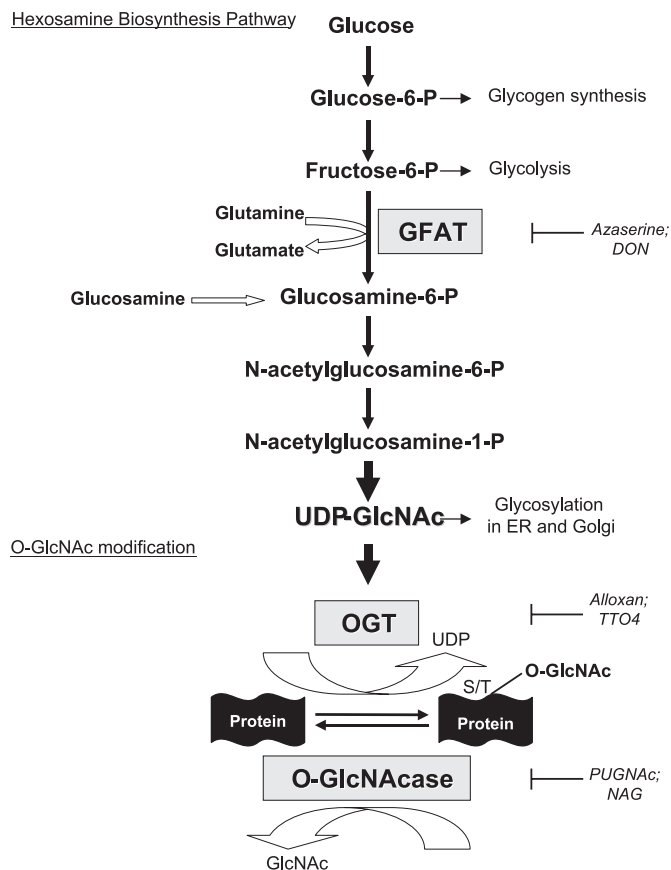 Hexosamine Biosynthesis Pathway
Glucose
Glucose-6-P
Glycogen synthesis
Fructose-6-P
Glycolysis
Glutamine
Glutamate
GFAT
Azaserine;
DON
Glucosamine
Glucosamine-6-P
N-acetylglucosamine-6-P
N-acetylglucosamine-1-P
UDP-GlcNAc
Glycosylation
in ER and Golgi
O-GlcNAc modification
OGT
Alloxan;
TTO4
UDP
O-GlcNAc
S/T
Protein
Protein
O-GlcNAcase
PUGNAc;
NAG
GlcNAc